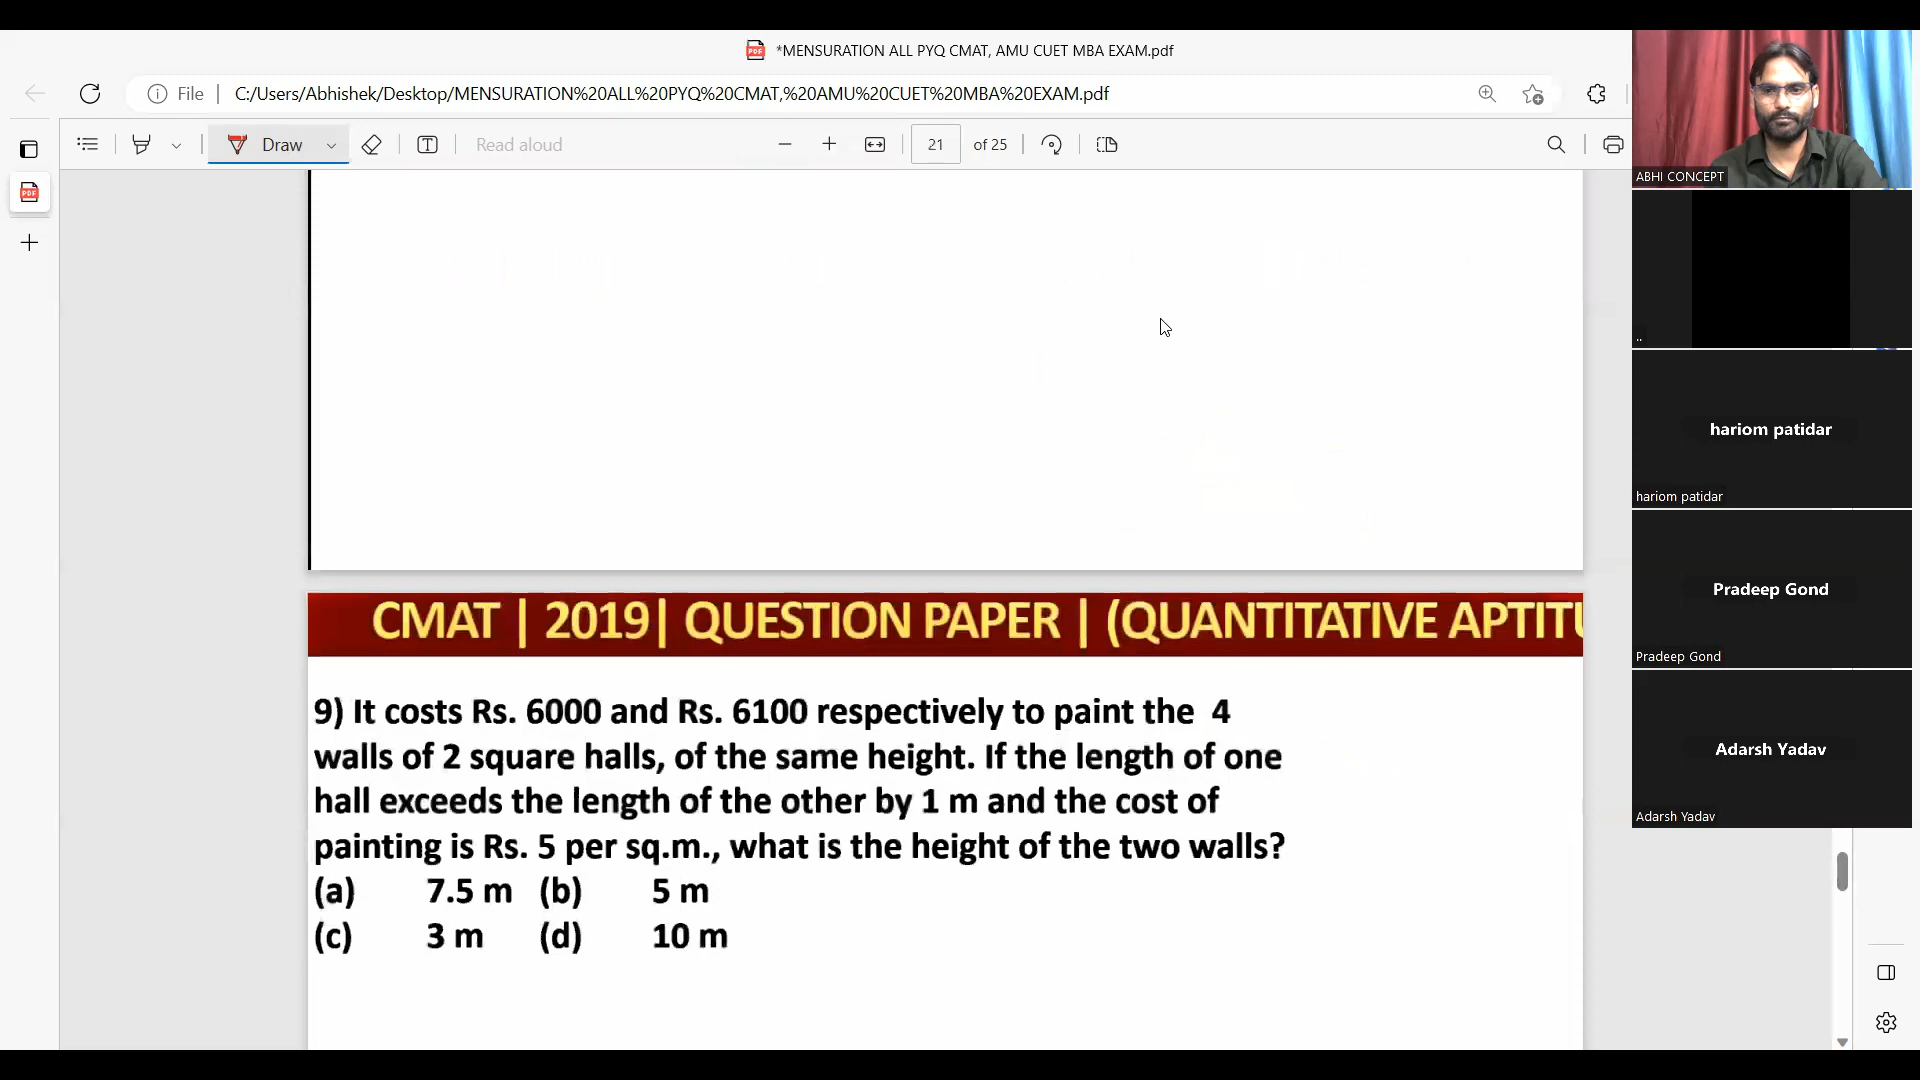 *MENSURATION ALL PYQ CMAT, AMU CUET MBA EXAM.pdf
File
C:/Users/Abhishek/Desktop/MENSURATION%20ALL%20PYQ%20CMAT,%20AMU%20CUET%20MBA%20EXAM.pdf
Draw
Read aloud
21 of 25
ABHI CONCEPT
..
hariom patidar
hariom patidar
Pradeep Gond
Pradeep Gond
Adarsh Yadav
Adarsh Yadav
CMAT | 2019| QUESTION PAPER | (QUANTITATIVE APTITU
9) It costs Rs. 6000 and Rs. 6100 respectively to paint the 4
walls of 2 square halls, of the same height. If the length of one
hall exceeds the length of the other by 1 m and the cost of
painting is Rs. 5 per sq.m., what is the height of the two walls?
(a) 7.5 m (b) 5 m
(c) 3 m (d) 10 m